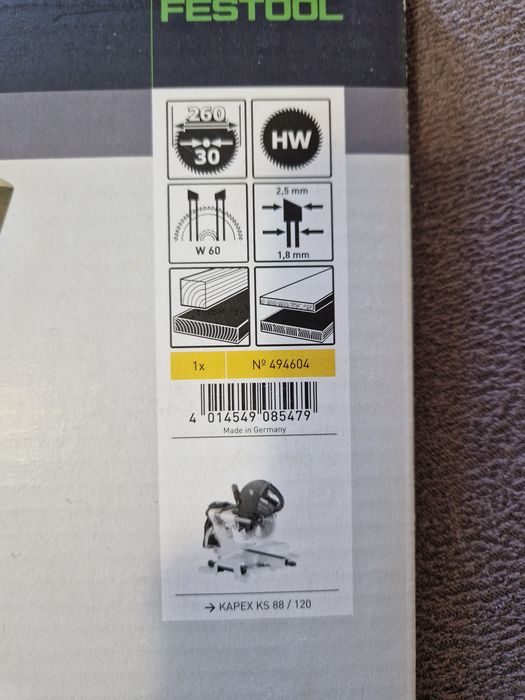 FESTOOL
260
30
HW
W 60
2,5 mm
1,8 mm
1x Nº 494604
4 014549 085479
Made in Germany
→ KAPEX KS 88 / 120